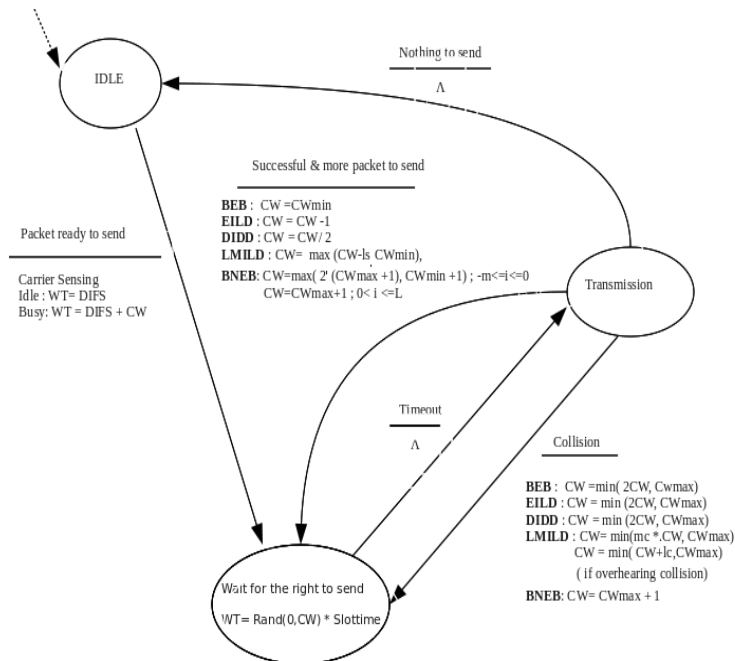 Nothing to send
Λ
IDLE
Successful & more packet to send
BEB : CW =CWmin
EILD : CW = CW -1
DIDD : CW = CW/ 2
LMILD : CW= max (CW-ls, CWmin),
BNEB: CW=max( 2' (CWmax +1), CWmin +1) ; -m<=i<=0
CW=CWmax+1 ; 0< i <=L
Packet ready to send
Carrier Sensing
Idle : WT= DIFS
Busy: WT = DIFS + CW
Transmission
Timeout
Λ
Collision
BEB : CW =min( 2CW, Cwmax)
EILD : CW = min (2CW, CWmax)
DIDD : CW = min (2CW, CWmax)
LMILD : CW= min(mc *.CW, CWmax)
CW = min( CW+lc,CWmax)
( if overhearing collision)
BNEB: CW= CWmax + 1
Wait for the right to send
WT= Rand(0,CW) * Slottime